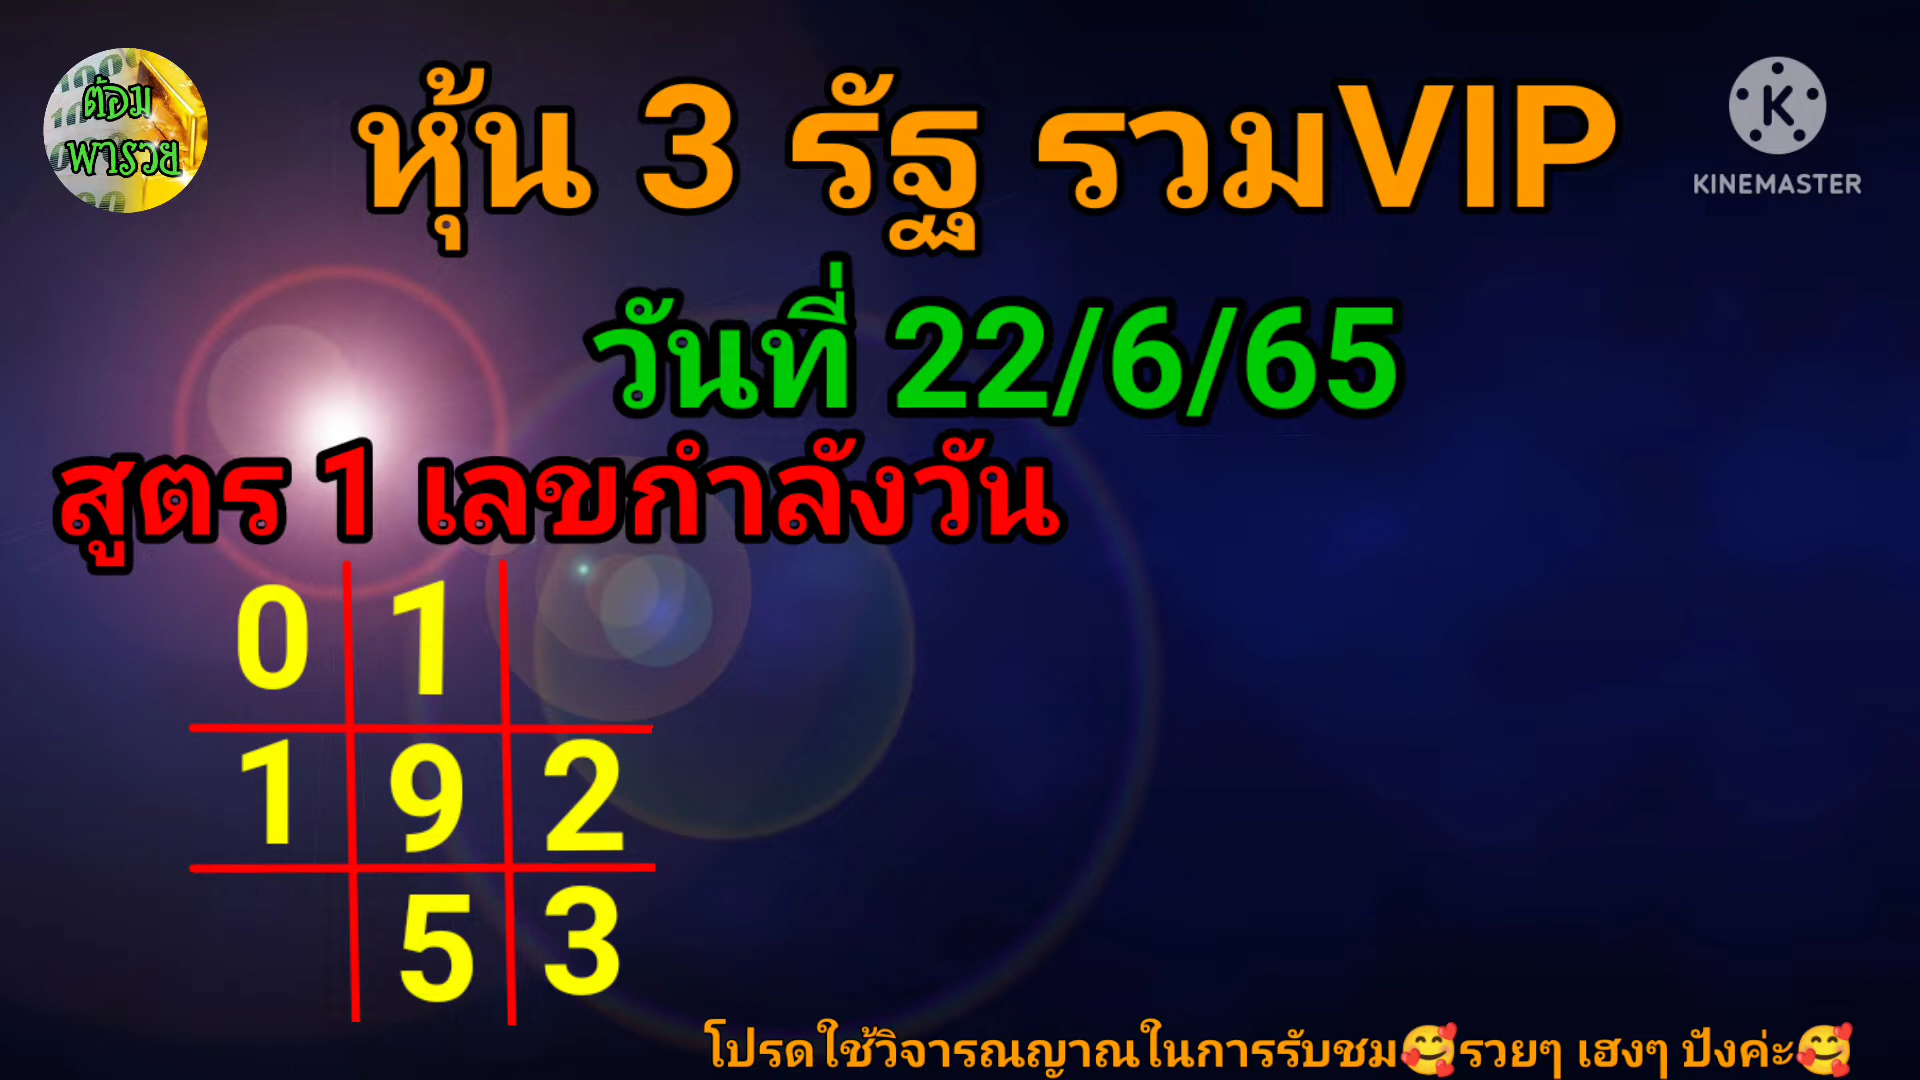 ต้อม
พารวย
หุ้น 3 รัฐ รวมVIP
KINEMASTER
วันที่ 22/6/65
สูตร 1 เลขกำลังวัน
0 1
1 9 2
5 3
โปรดใช้วิจารณญาณในการรับชม🥰รวยๆ เฮงๆ ปังค่ะ🥰